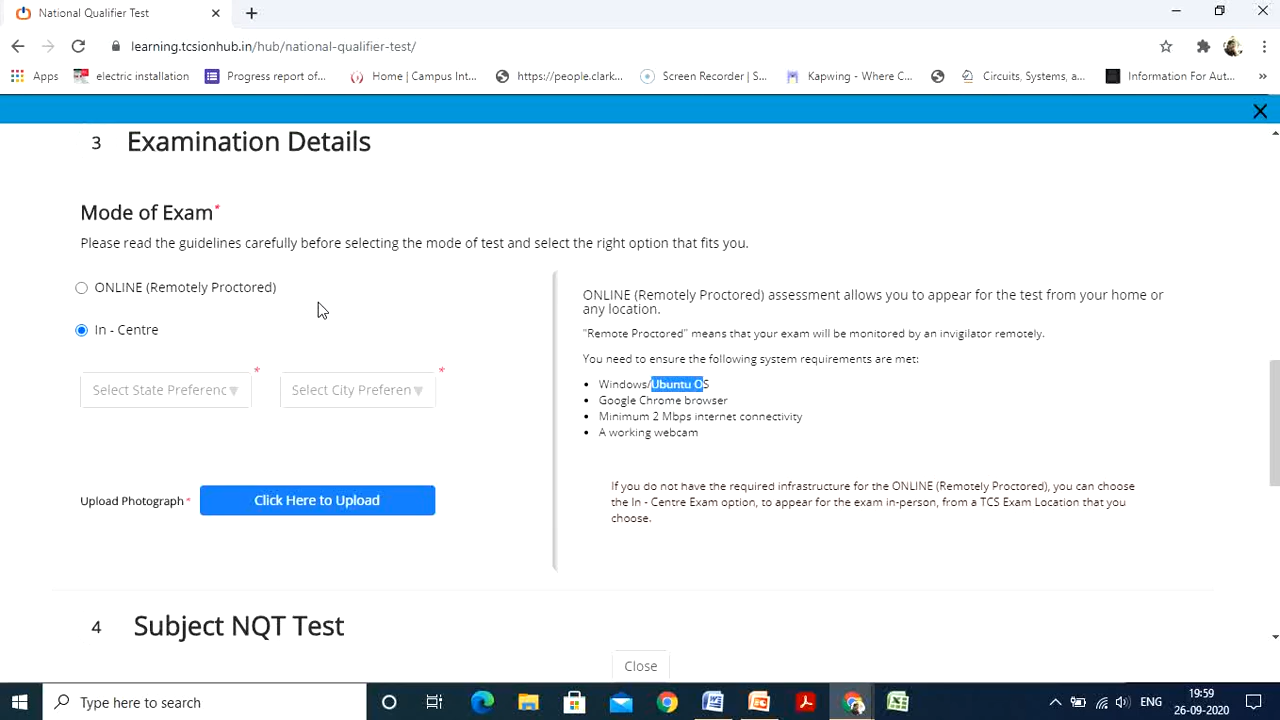 National Qualifier Test
learning.tcsionhub.in/hub/national-qualifier-test/
Apps electric installation Progress report of... Home | Campus Int... https://people.clark... Screen Recorder | S... Kapwing - Where C... Circuits, Systems, a... Information For Aut...
3 Examination Details
Mode of Exam*
Please read the guidelines carefully before selecting the mode of test and select the right option that fits you.
ONLINE (Remotely Proctored)
In - Centre
Select State Preferenc
*
Select City Preferen
*
Upload Photograph *
Click Here to Upload
ONLINE (Remotely Proctored) assessment allows you to appear for the test from your home or
any location.
"Remote Proctored" means that your exam will be monitored by an invigilator remotely.
You need to ensure the following system requirements are met:
Windows/Ubuntu OS
Google Chrome browser
Minimum 2 Mbps internet connectivity
A working webcam
If you do not have the required infrastructure for the ONLINE (Remotely Proctored), you can choose
the In - Centre Exam option, to appear for the exam in-person, from a TCS Exam Location that you
choose.
4 Subject NQT Test
Close
Type here to search
ENG
19:59
26-09-2020